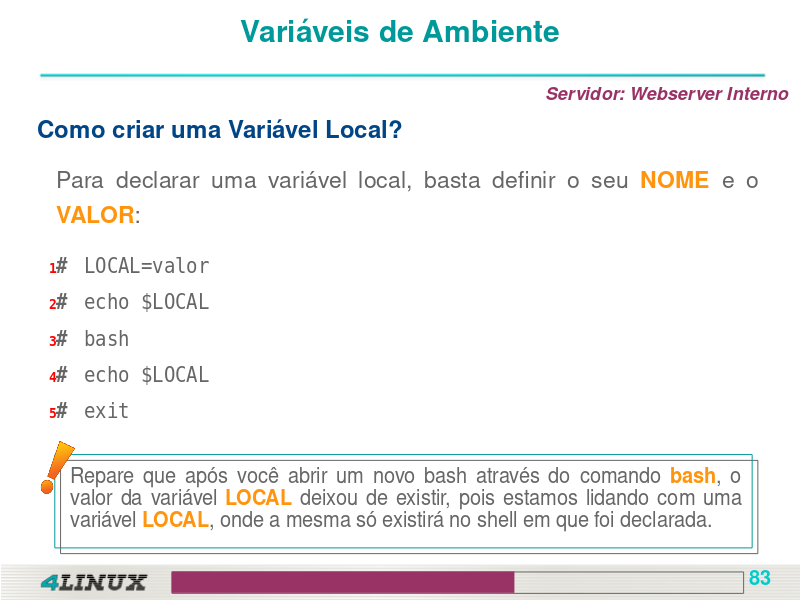 Variáveis de Ambiente
Servidor: Webserver Interno
Como criar uma Variável Local?
Para declarar uma variável local, basta definir o seu NOME e o
VALOR:
1# LOCAL=valor
2# echo $LOCAL
3# bash
4# echo $LOCAL
5# exit
Repare que após você abrir um novo bash através do comando bash, o
valor da variável LOCAL deixou de existir, pois estamos lidando com uma
variável LOCAL, onde a mesma só existirá no shell em que foi declarada.
4LINUX
83